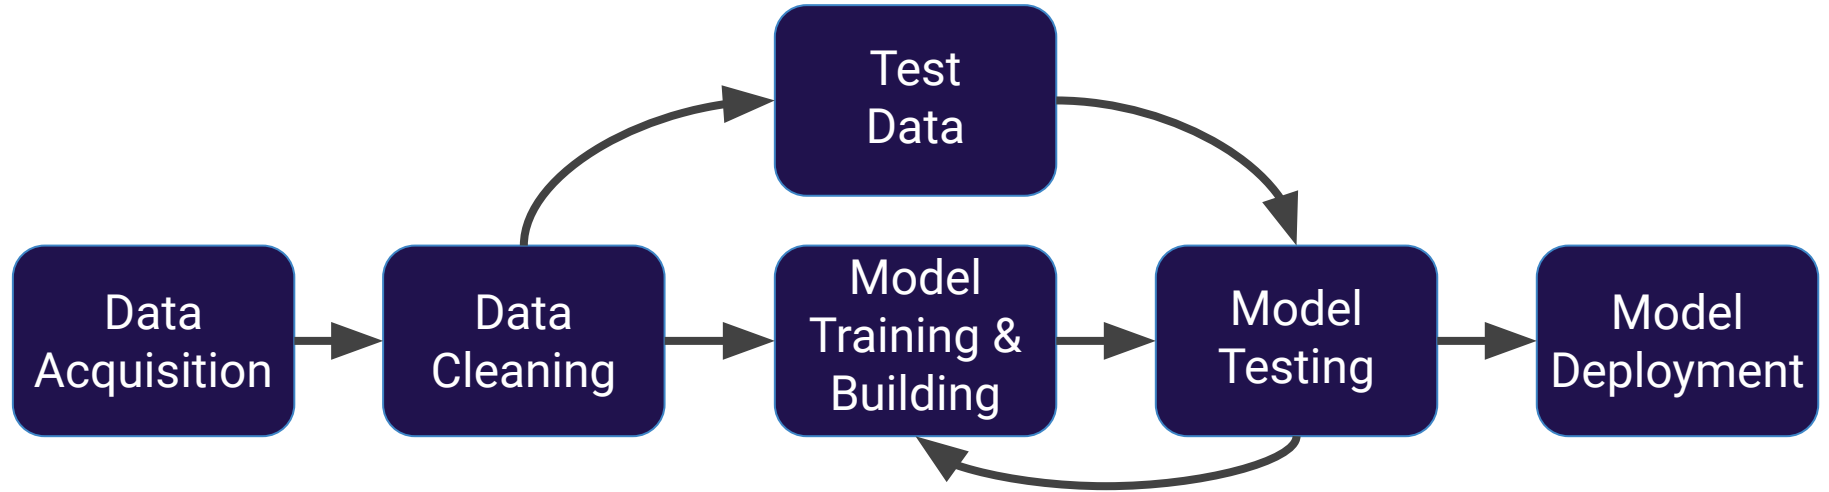 Test
Data
Data
Acquisition
Data
Cleaning
Model
Training &
Building
Model
Testing
Model
Deployment